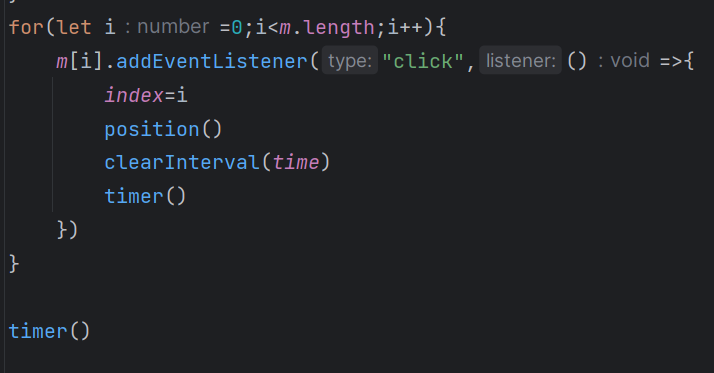 for(let i : number =0;i<m.length;i++){
m[i].addEventListener( type: "click", listener: () : void =>{
index=i
position()
clearInterval(time)
timer()
})
}
timer()